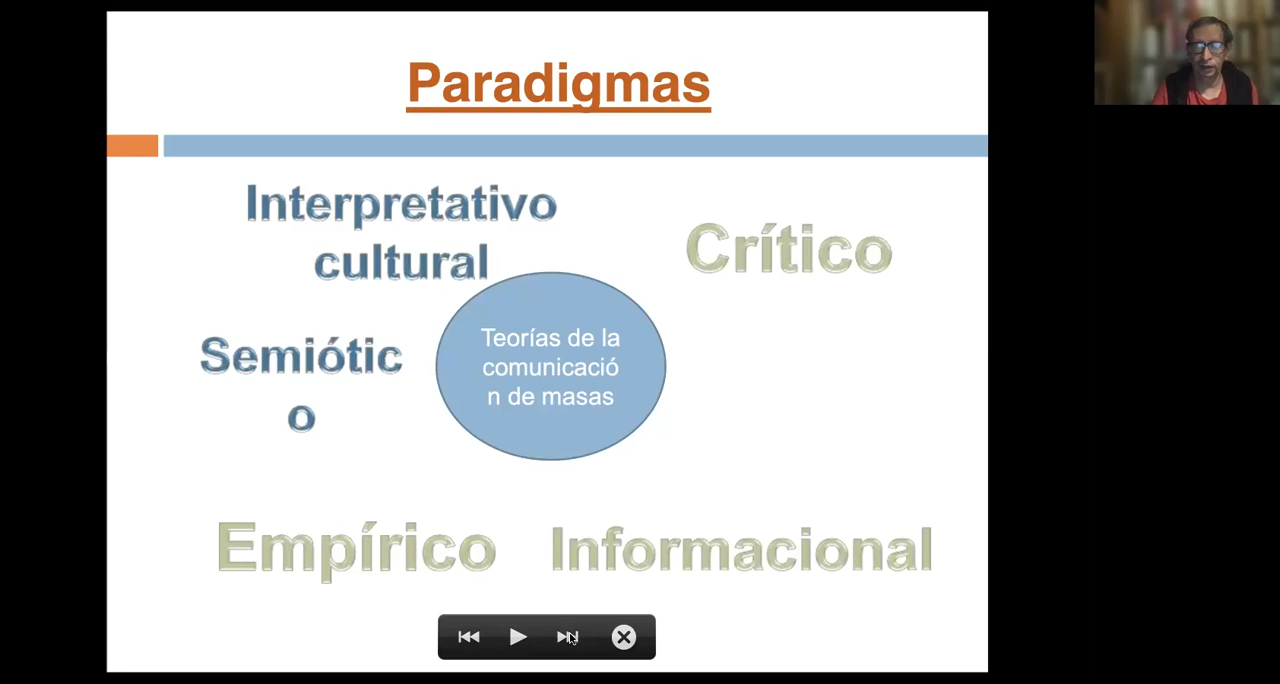 Paradigmas
Interpretativo
cultural
Crítico
Semiótic
o
Teorías de la
comunicació
n de masas
Empírico
Informacional